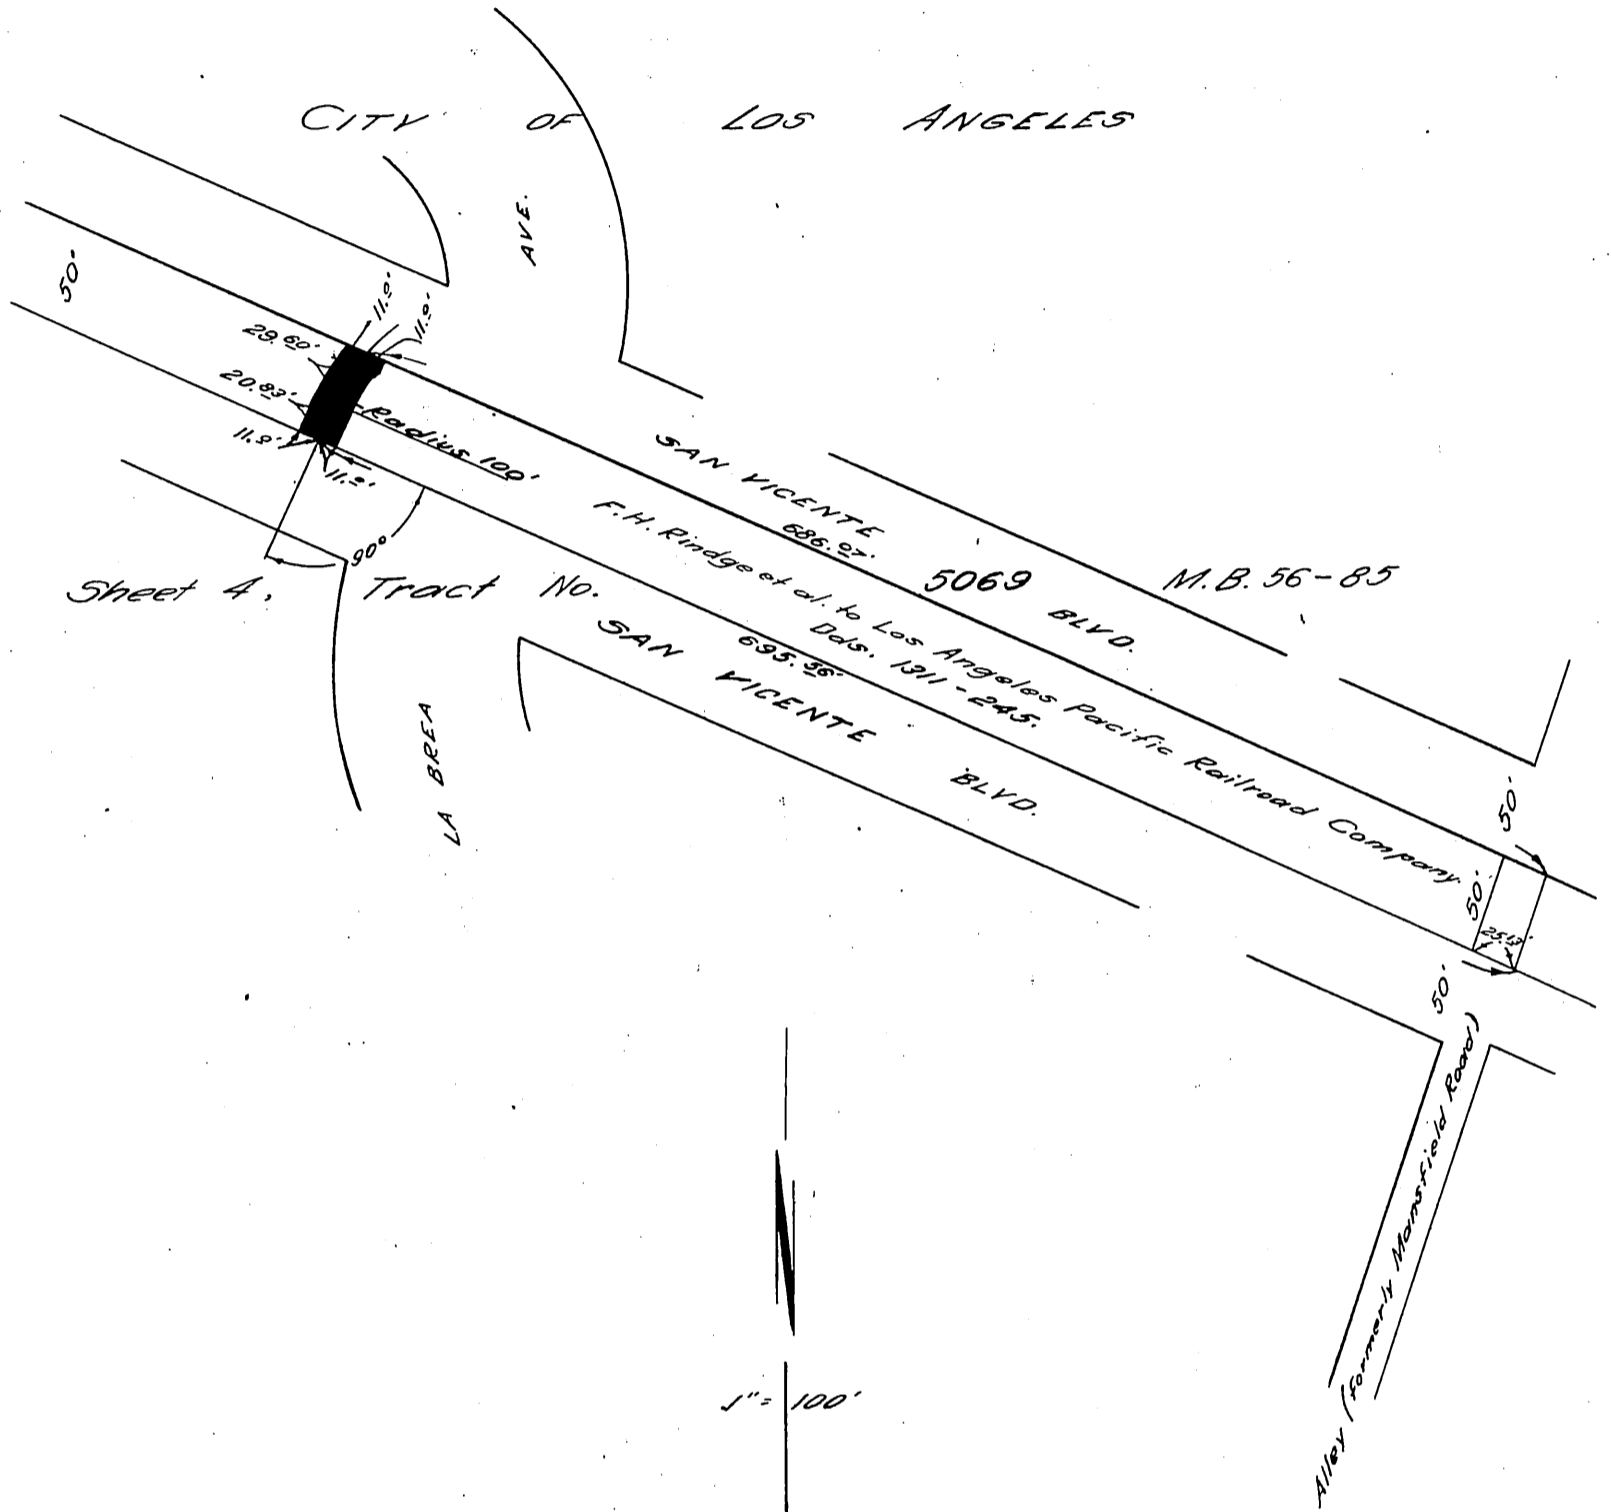 CITY OF LOS ANGELES
AVE.
50'
11.0'
11.0'
29.60'
20.83'
11.0'
11.0'
Radius 100'
90°
SAN VICENTE
686.07'
BLVD.
F.H. Rindge et al. to Los Angeles Pacific Railroad Company.
Dds. 1311-245.
Sheet 4, Tract No. 5069 M.B. 56-85
695.56'
SAN VICENTE
BLVD.
LA BREA
50'
50'
25.13'
50'
Alley (Formerly Mansfield Road)
N
1"= 100'